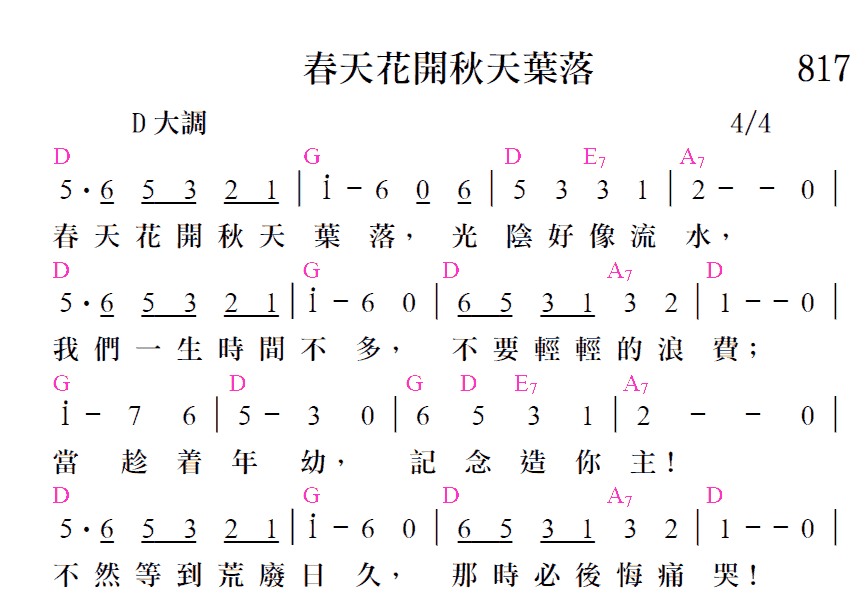 春天花開秋天葉落 817
D 大調 4/4
D G D E7 A7
5·6 5 3 2 1 | i − 6 0 6 | 5 3 3 1 | 2 − − 0 |
春天花開秋天葉落，光陰好像流水，
D G D A7 D
5·6 5 3 2 1 | i − 6 0 | 6 5 3 1 3 2 | 1 − − 0 |
我們一生時間不多，不要輕輕的浪費；
G D G D E7 A7
i − 7 6 | 5 − 3 0 | 6 5 3 1 | 2 − − 0 |
當趁着年幼，記念造你主！
D G D A7 D
5·6 5 3 2 1 | i − 6 0 | 6 5 3 1 3 2 | 1 − − 0 |
不然等到荒廢日久，那時必後悔痛哭！